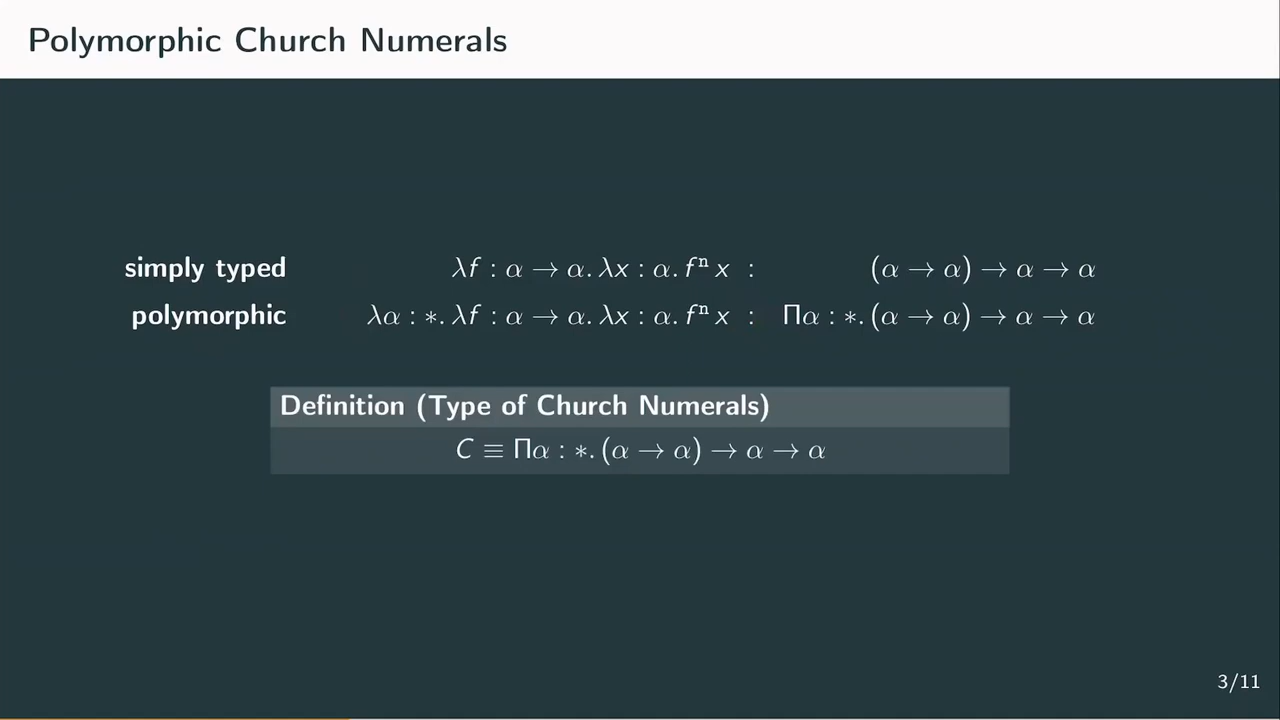 Polymorphic Church Numerals
simply typed λf : α → α. λx : α. fⁿ x : (α → α) → α → α
polymorphic λα : ∗. λf : α → α. λx : α. fⁿ x : Πα : ∗. (α → α) → α → α
Definition (Type of Church Numerals)
C ≡ Πα : ∗. (α → α) → α → α
3/11